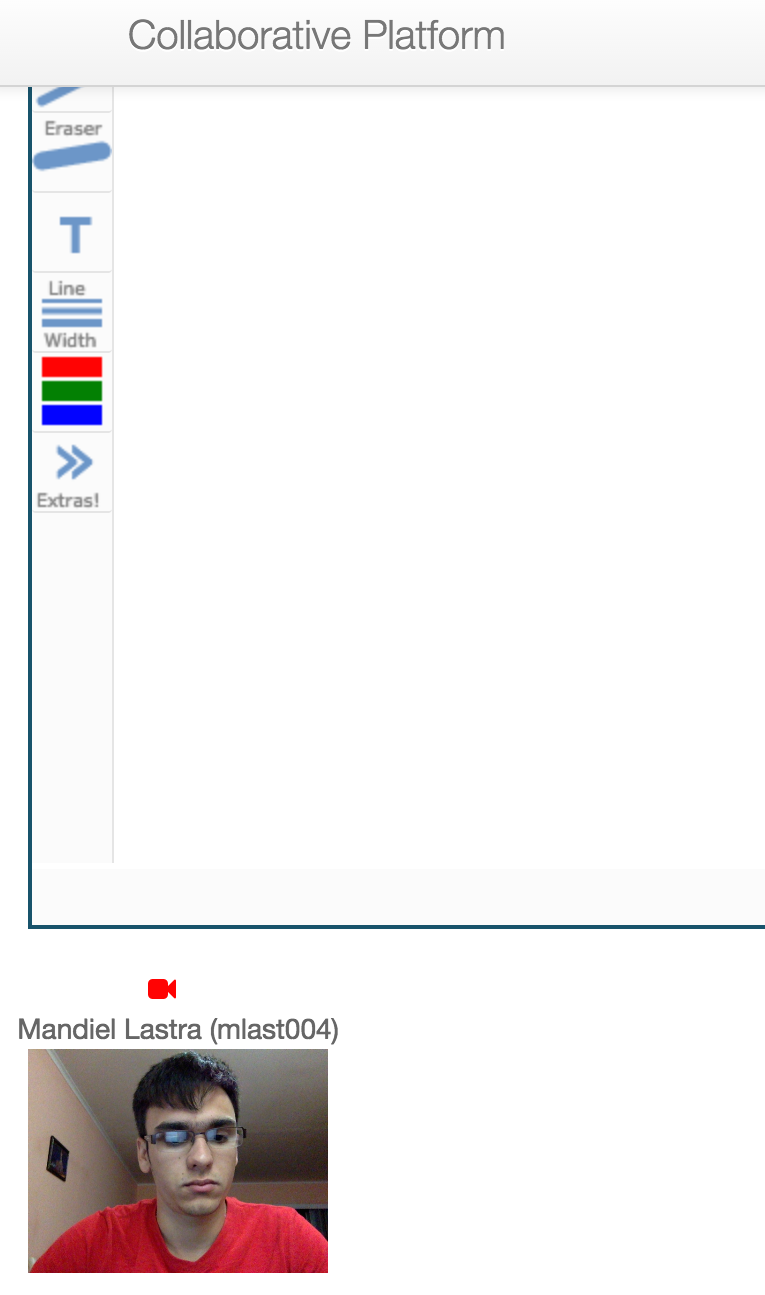 Collaborative Platform
Eraser
T
Line
Width
Extras!
Mandiel Lastra (mlast004)